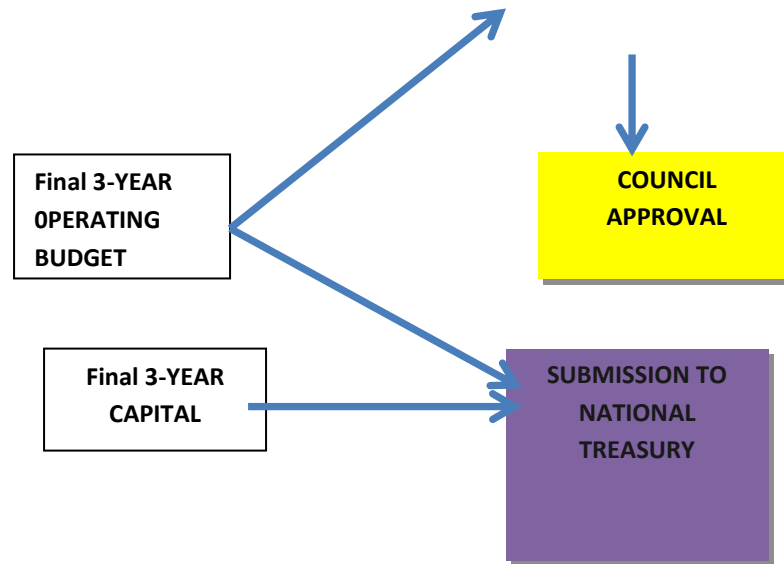 Final 3-YEAR
0PERATING
BUDGET
COUNCIL
APPROVAL
Final 3-YEAR
CAPITAL
SUBMISSION TO
NATIONAL
TREASURY